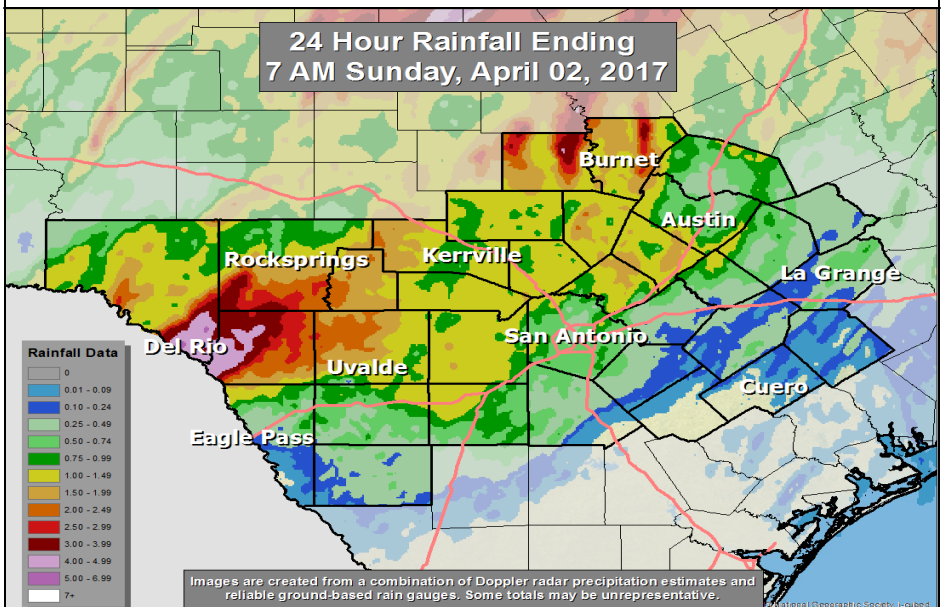 24 Hour Rainfall Ending
7 AM Sunday, April 02, 2017
Burnet
Austin
Rocksprings
Kerrville
La Grange
San Antonio
Del Rio
Uvalde
Cuero
Eagle Pass
Rainfall Data
0
0.01 - 0.09
0.10 - 0.24
0.25 - 0.49
0.50 - 0.74
0.75 - 0.99
1.00 - 1.49
1.50 - 1.99
2.00 - 2.49
2.50 - 2.99
3.00 - 3.99
4.00 - 4.99
5.00 - 6.99
7+
Images are created from a combination of Doppler radar precipitation estimates and
reliable ground-based rain gauges. Some totals may be unrepresentative.
National Geographic Society, i-cubed